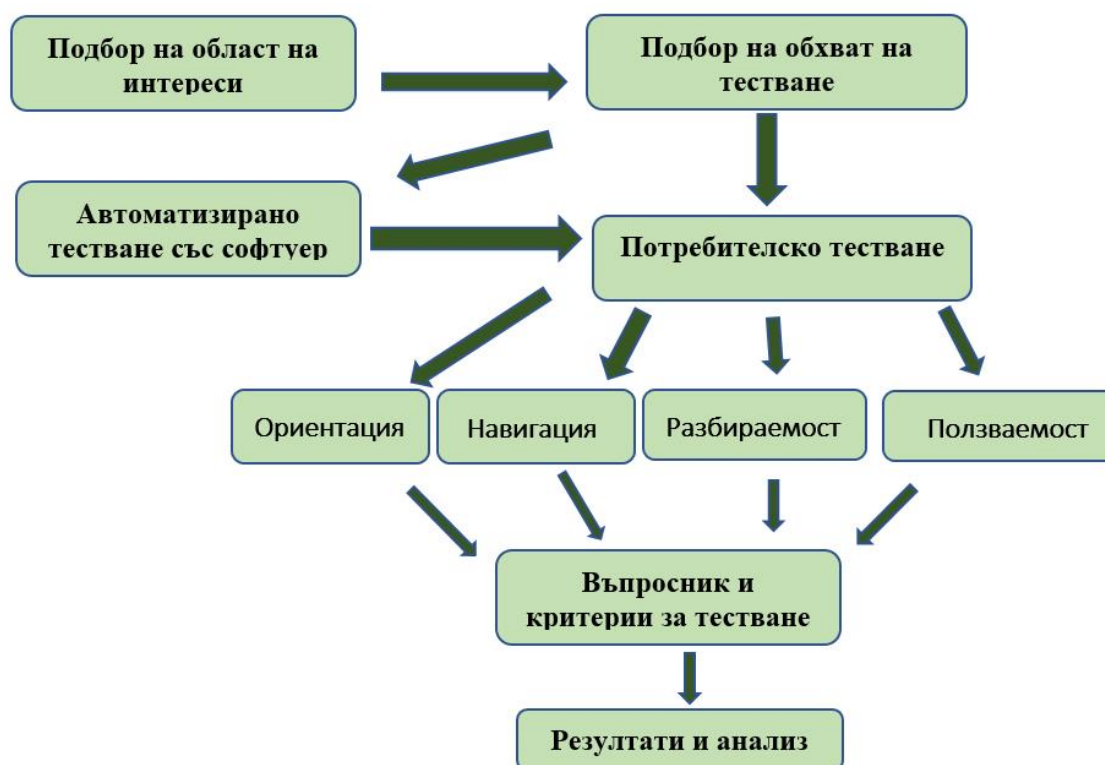 Подбор на област на
интереси
Подбор на обхват на
тестване
Автоматизирано
тестване със софтуер
Потребителско тестване
Ориентация
Навигация
Разбираемост
Ползваемост
Въпросник и
критерии за тестване
Резултати и анализ